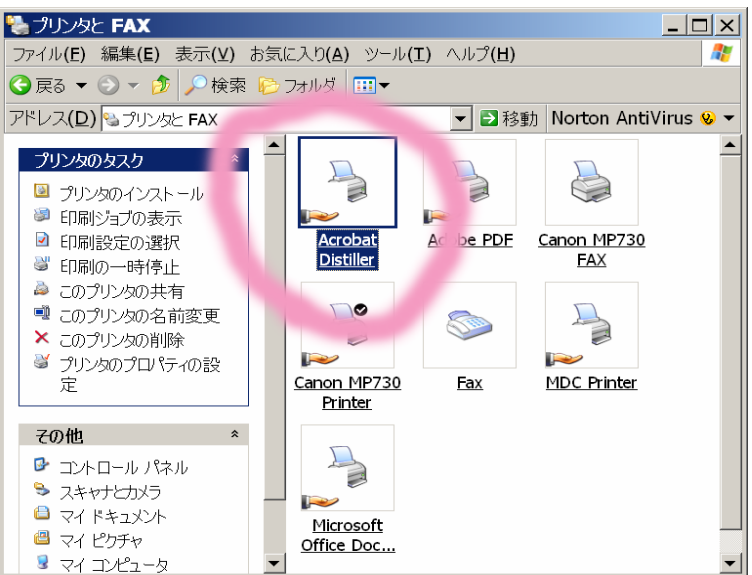 プリンタと FAX
ファイル(F) 編集(E) 表示(V) お気に入り(A) ツール(T) ヘルプ(H)
戻る 検索 フォルダ
アドレス(D) プリンタと FAX 移動 Norton AntiVirus
プリンタのタスク
プリンタのインストール
印刷ジョブの表示
印刷設定の選択
印刷の一時停止
このプリンタの共有
このプリンタの名前変更
このプリンタの削除
プリンタのプロパティの設
定
その他
コントロール パネル
スキャナとカメラ
マイ ドキュメント
マイ ピクチャ
マイ コンピュータ
Acrobat
Distiller
Adobe PDF
Canon MP730
FAX
Canon MP730
Printer
Fax
MDC Printer
Microsoft
Office Doc...